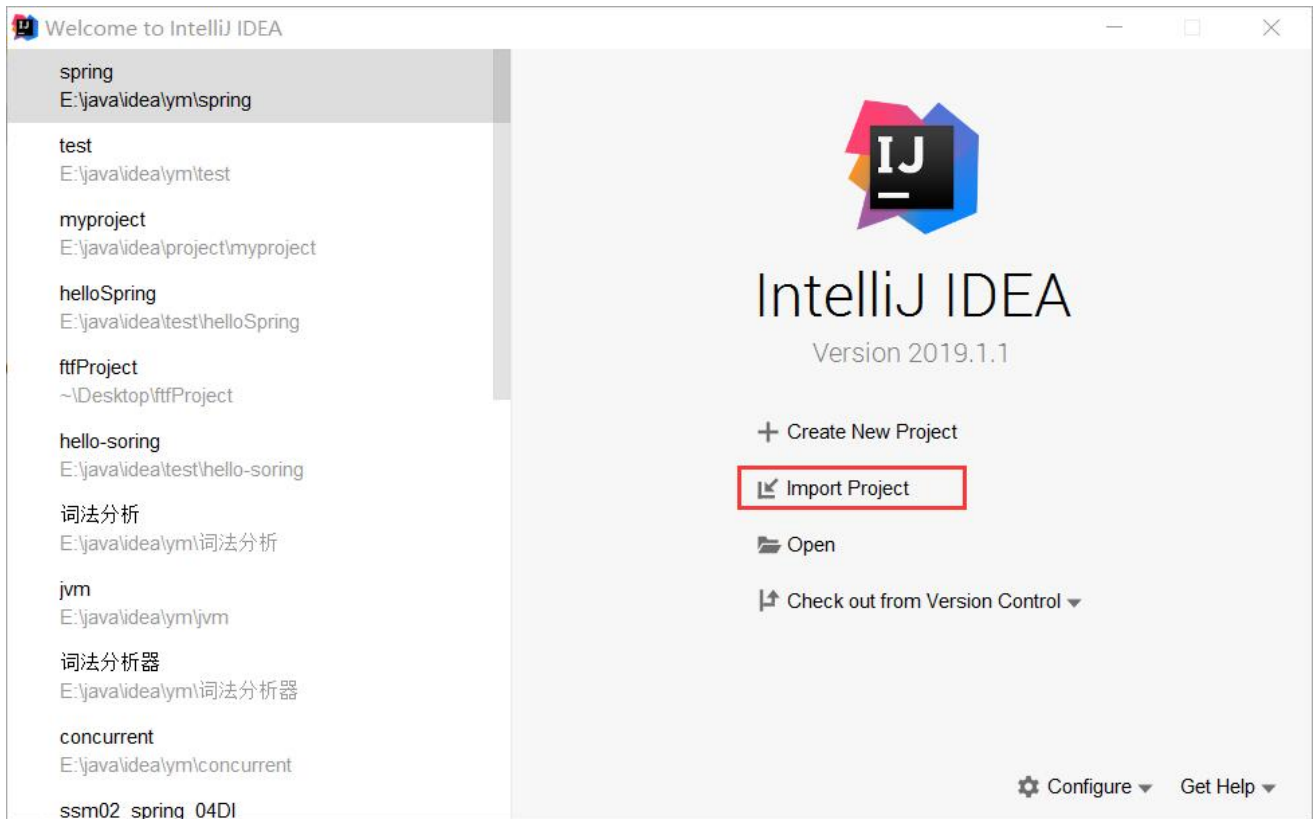 Welcome to IntelliJ IDEA
spring
E:\java\idea\ym\spring
test
E:\java\idea\ym\test
myproject
E:\java\idea\project\myproject
helloSpring
E:\java\idea\test\helloSpring
ftfProject
~\Desktop\ftfProject
hello-soring
E:\java\idea\test\hello-soring
词法分析
E:\java\idea\ym\词法分析
jvm
E:\java\idea\ym\jvm
词法分析器
E:\java\idea\ym\词法分析器
concurrent
E:\java\idea\ym\concurrent
ssm02_spring_04DI
IJ
IntelliJ IDEA
Version 2019.1.1
Create New Project
Import Project
Open
Check out from Version Control
Configure
Get Help